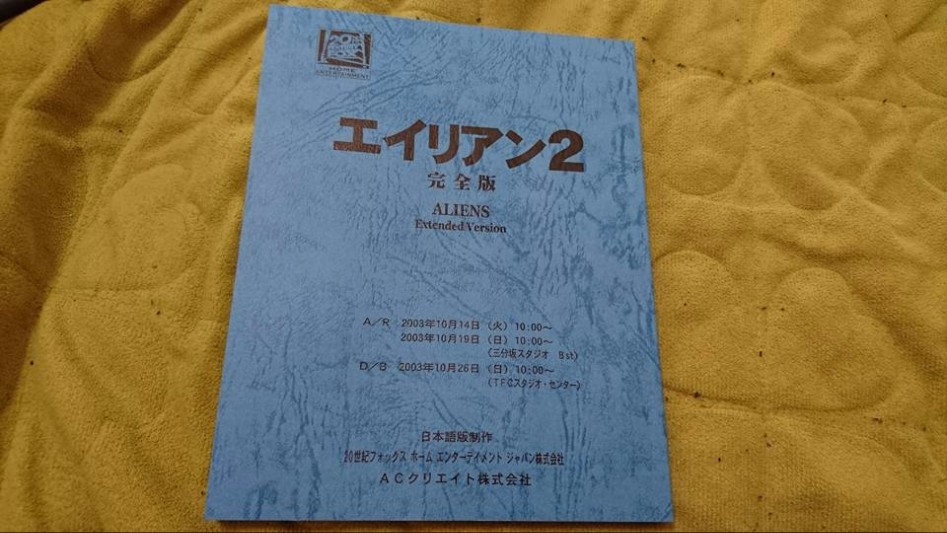 20th CENTURY FOX
HOME
ENTERTAINMENT
エイリアン2
完全版
ALIENS
Extended Version
A/R 2003年10月14日 (火) 10:00〜
2003年10月19日 (日) 10:00〜
(三分坂スタジオ Bst)
D/B 2003年10月26日 (日) 10:00〜
(TFCスタジオ・センター)
日本語版制作
20世紀フォックス ホーム エンターテイメント ジャパン株式会社
ACクリエイト株式会社